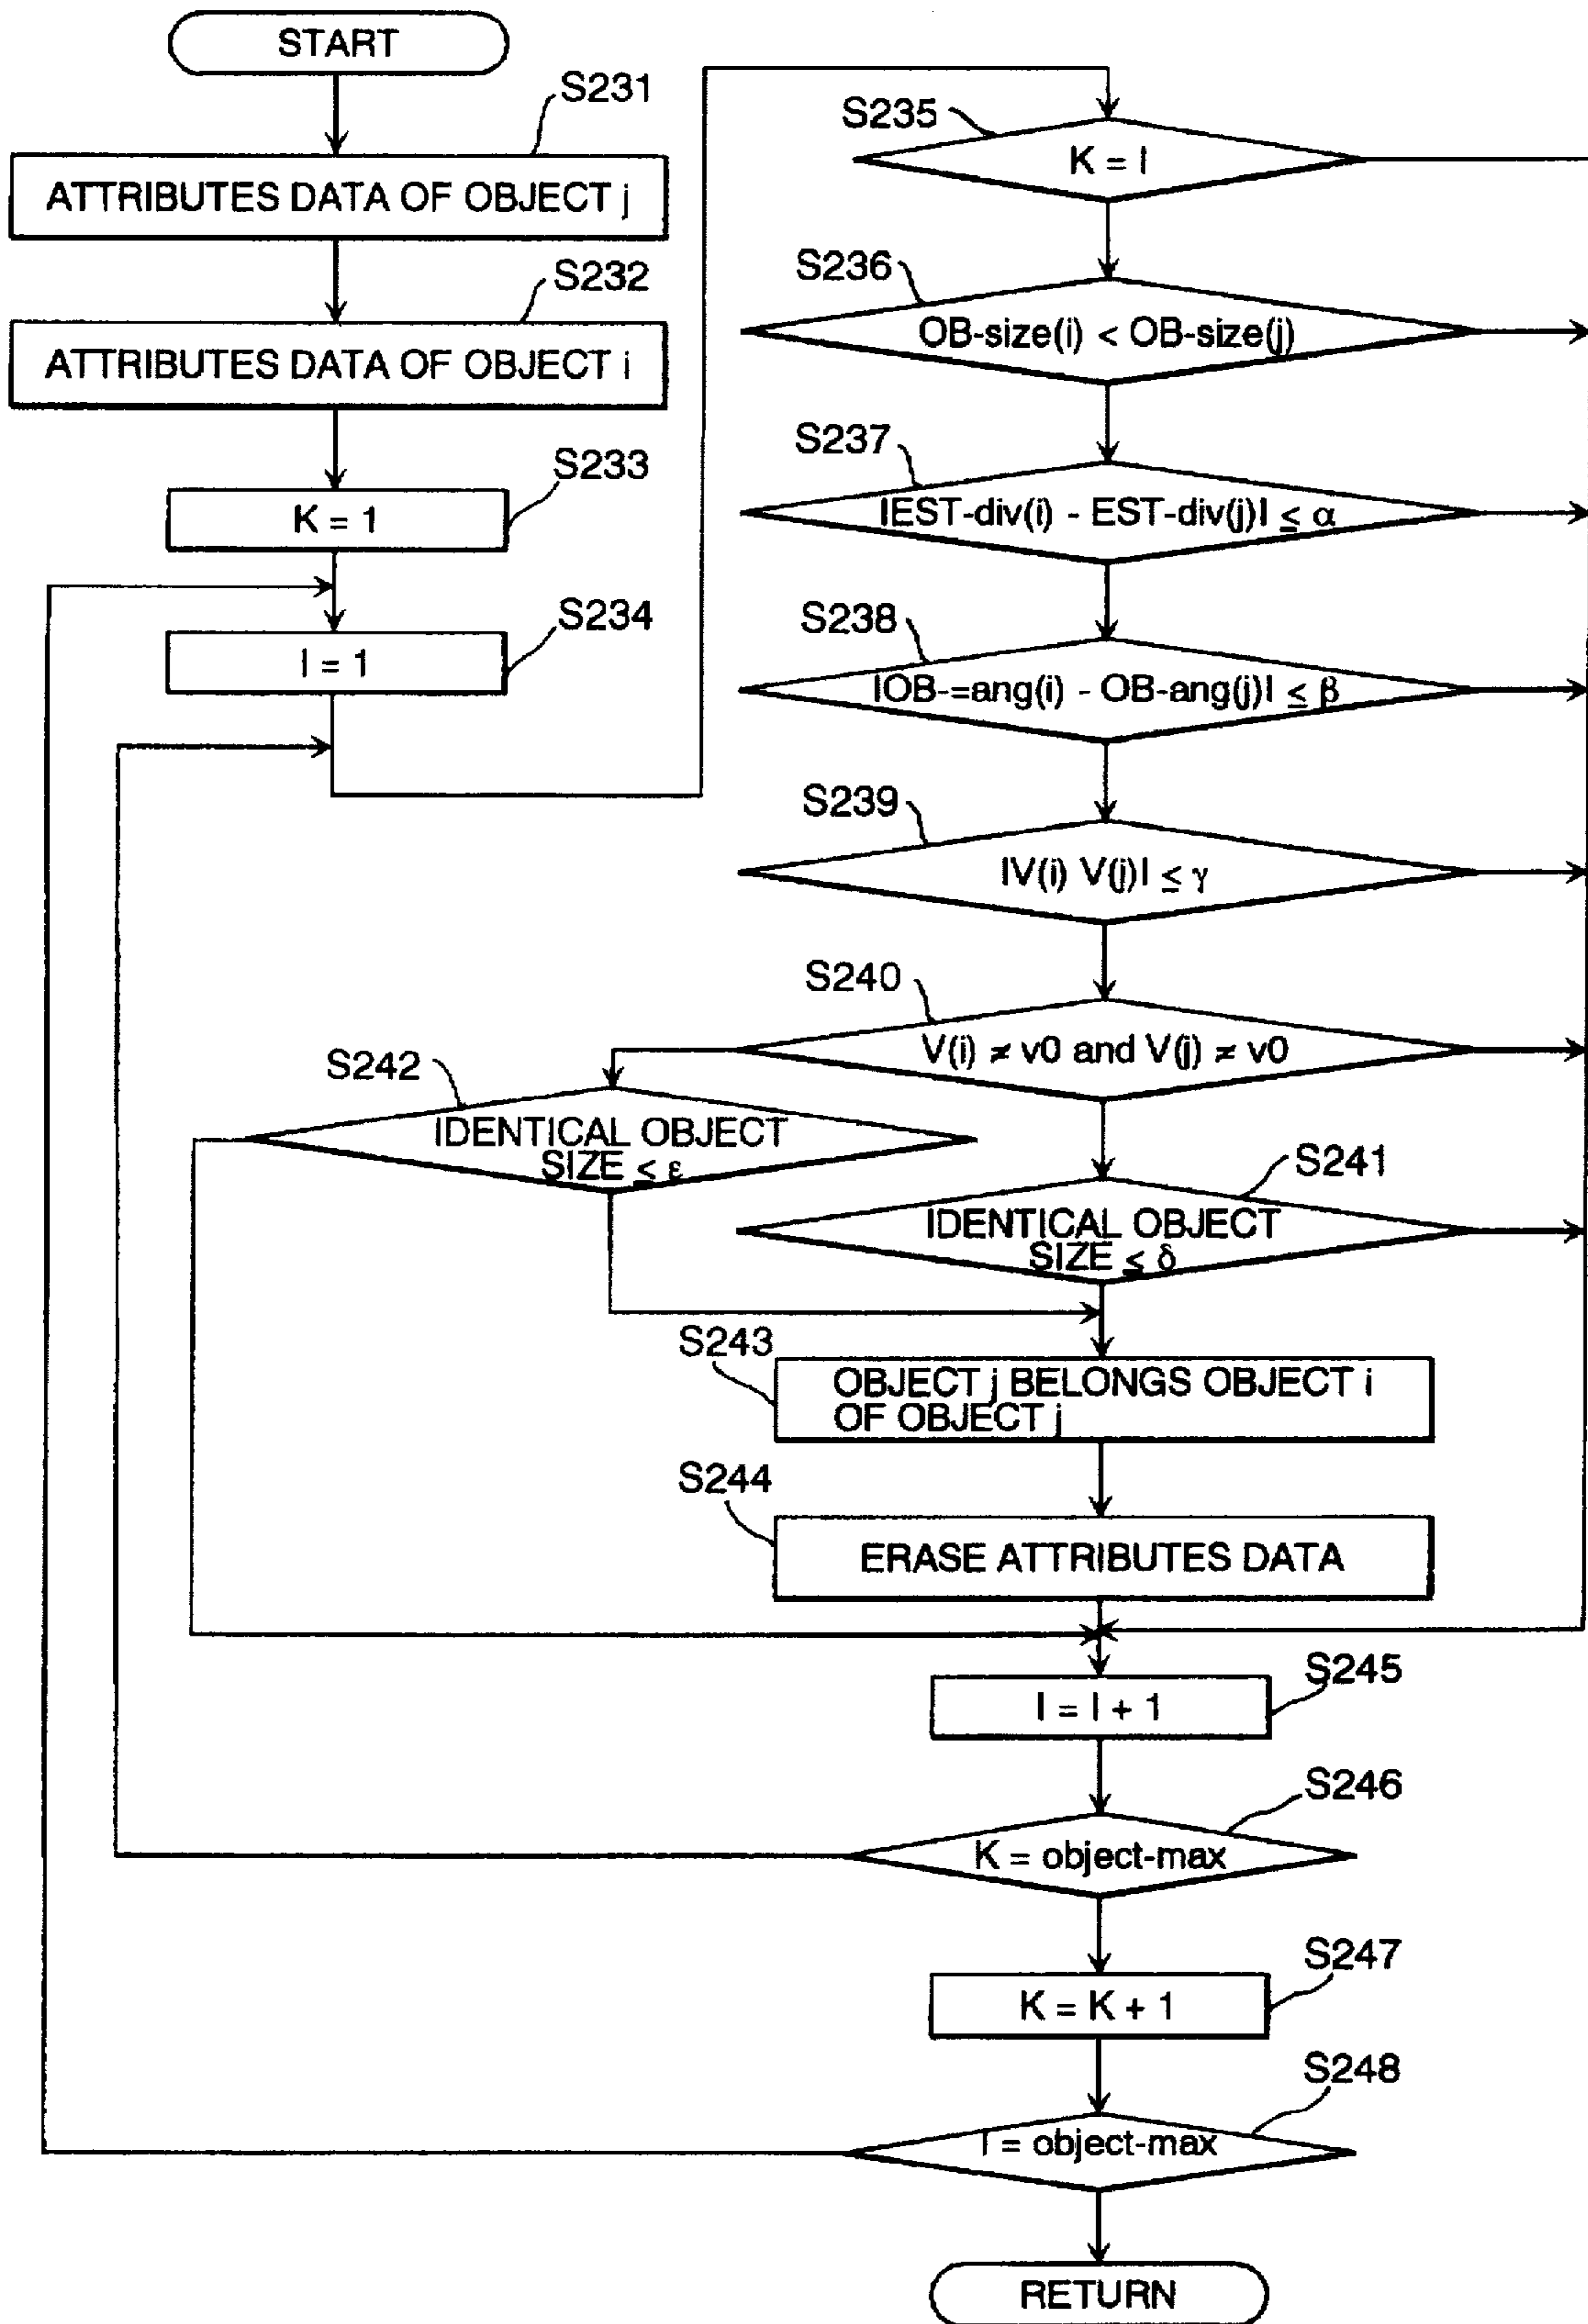 START
S231
ATTRIBUTES DATA OF OBJECT j
S232
ATTRIBUTES DATA OF OBJECT i
S233
K = 1
S234
I = 1
S235
K = I
S236
OB-size(i) < OB-size(j)
S237
IEST-div(i) - EST-div(j)I ≤ α
S238
IOB-=ang(i) - OB-ang(j)I ≤ β
S239
IV(i) V(j)I ≤ γ
S240
V(i) ≠ v0 and V(j) ≠ v0
S242
IDENTICAL OBJECT
SIZE ≤ ε
S241
IDENTICAL OBJECT
SIZE ≤ δ
S243
OBJECT j BELONGS OBJECT i
OF OBJECT j
S244
ERASE ATTRIBUTES DATA
S245
I = I + 1
S246
K = object-max
S247
K = K + 1
S248
I = object-max
RETURN